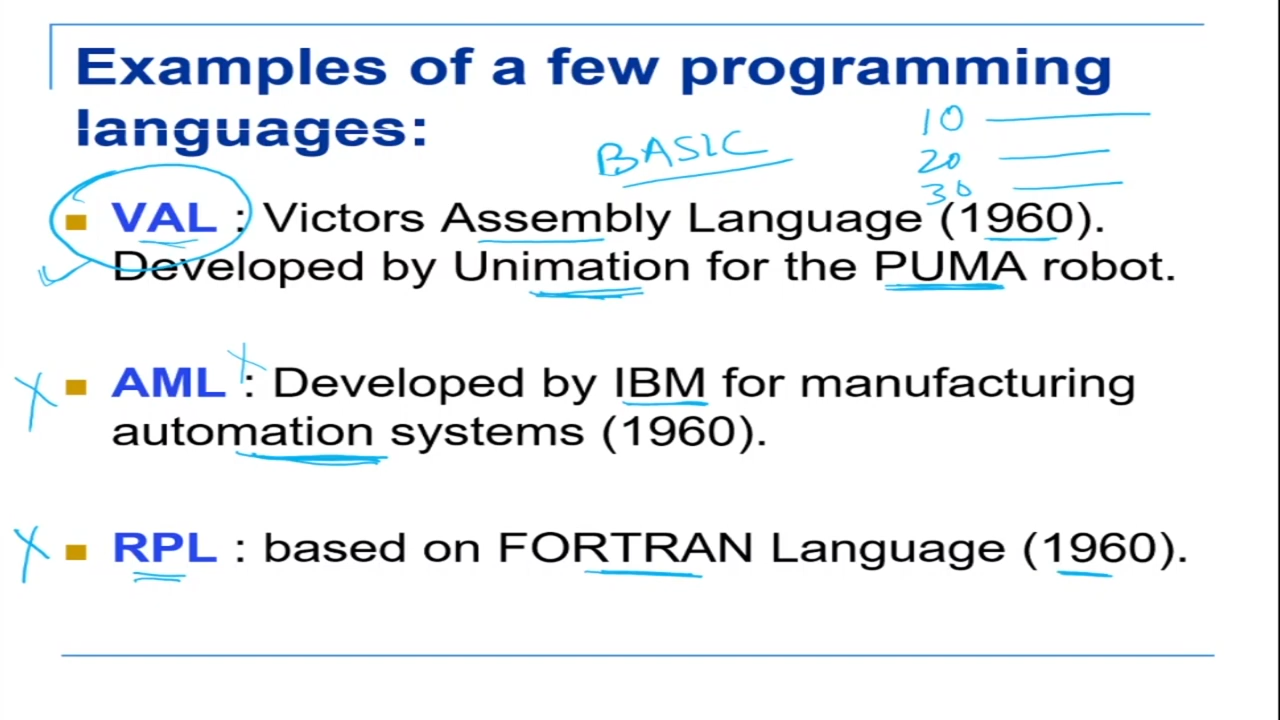 Examples of a few programming
languages:
BASIC
10
20
30
VAL : Victors Assembly Language (1960).
Developed by Unimation for the PUMA robot.
AML : Developed by IBM for manufacturing
automation systems (1960).
RPL : based on FORTRAN Language (1960).